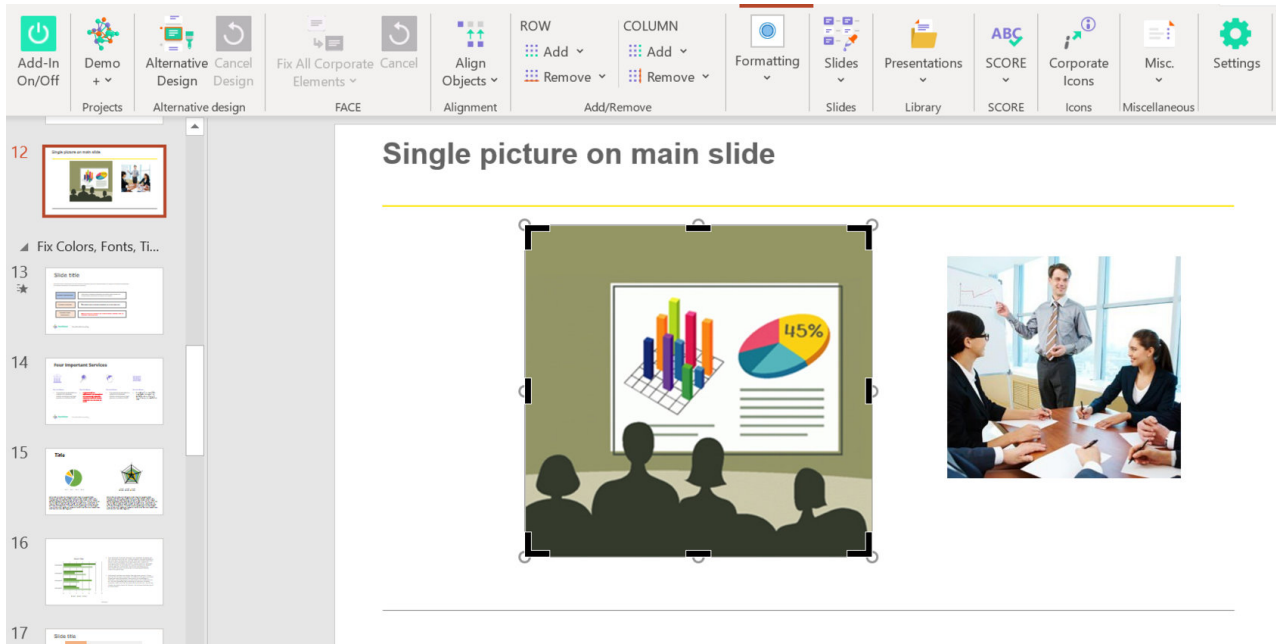 Add-In
On/Off
Demo
+
Projects
Alternative
Design
Cancel
Design
Alternative design
Fix All Corporate
Elements
Cancel
FACE
Align
Objects
Alignment
ROW
Add
Remove
COLUMN
Add
Remove
Add/Remove
Formatting
Slides
Slides
Presentations
Library
ABC
SCORE
SCORE
Corporate
Icons
Icons
Misc.
Miscellaneous
Settings
12
Single picture on main slide
Fix Colors, Fonts, Ti...
13
Slide title
14
Your Important Services
15
Title
16
17
Slide title
Single picture on main slide
45%